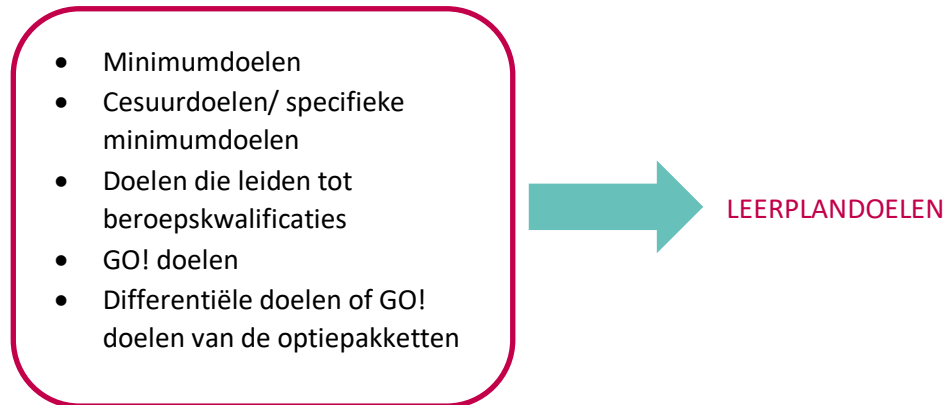 • Minimumdoelen
• Cesuurdoelen/ specifieke
minimumdoelen
• Doelen die leiden tot
beroepskwalificaties
• GO! doelen
• Differentiële doelen of GO!
doelen van de optiepakketten
LEERPLANDOELEN